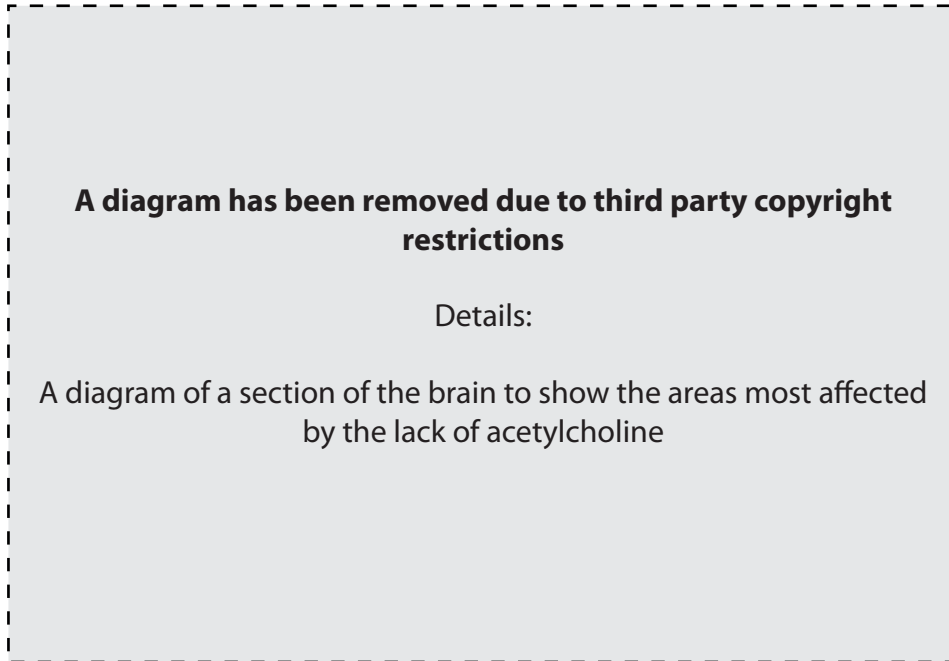 A diagram has been removed due to third party copyright
restrictions
Details:
A diagram of a section of the brain to show the areas most affected
by the lack of acetylcholine